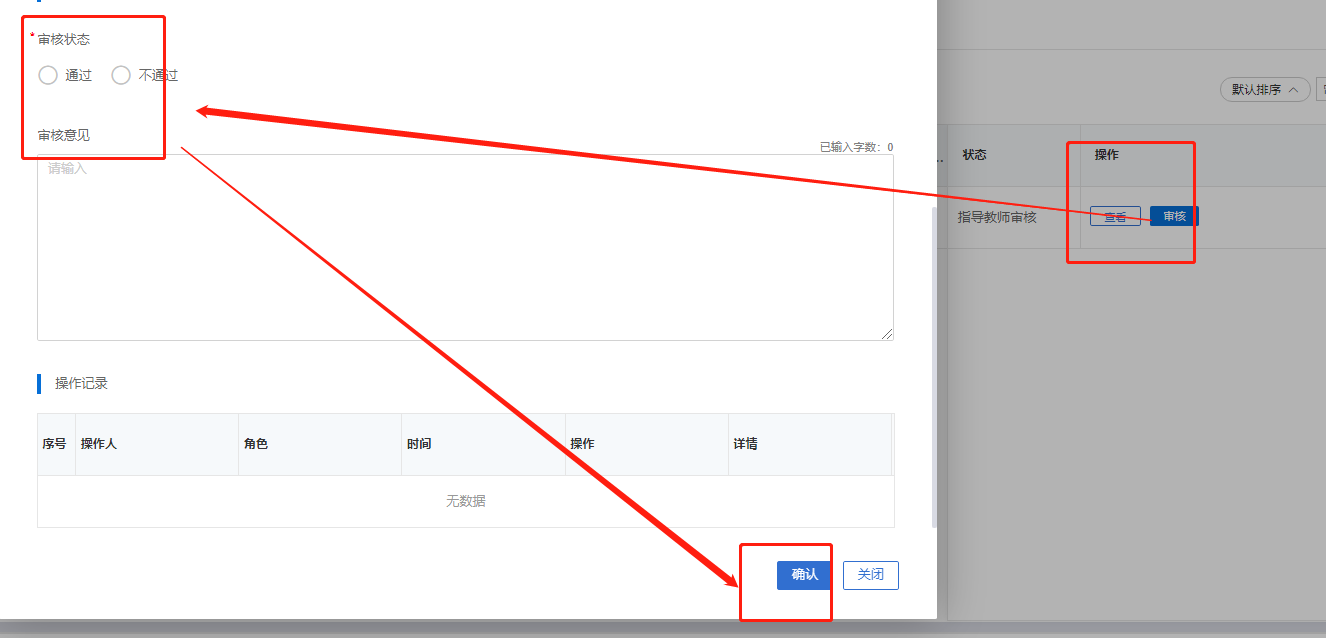 *审核状态
通过 不通过
审核意见
已输入字数：0
请输入
操作记录
序号 操作人 角色 时间 操作 详情
无数据
确认 关闭
默认排序
.. 状态 操作
指导教师审核 查看 审核